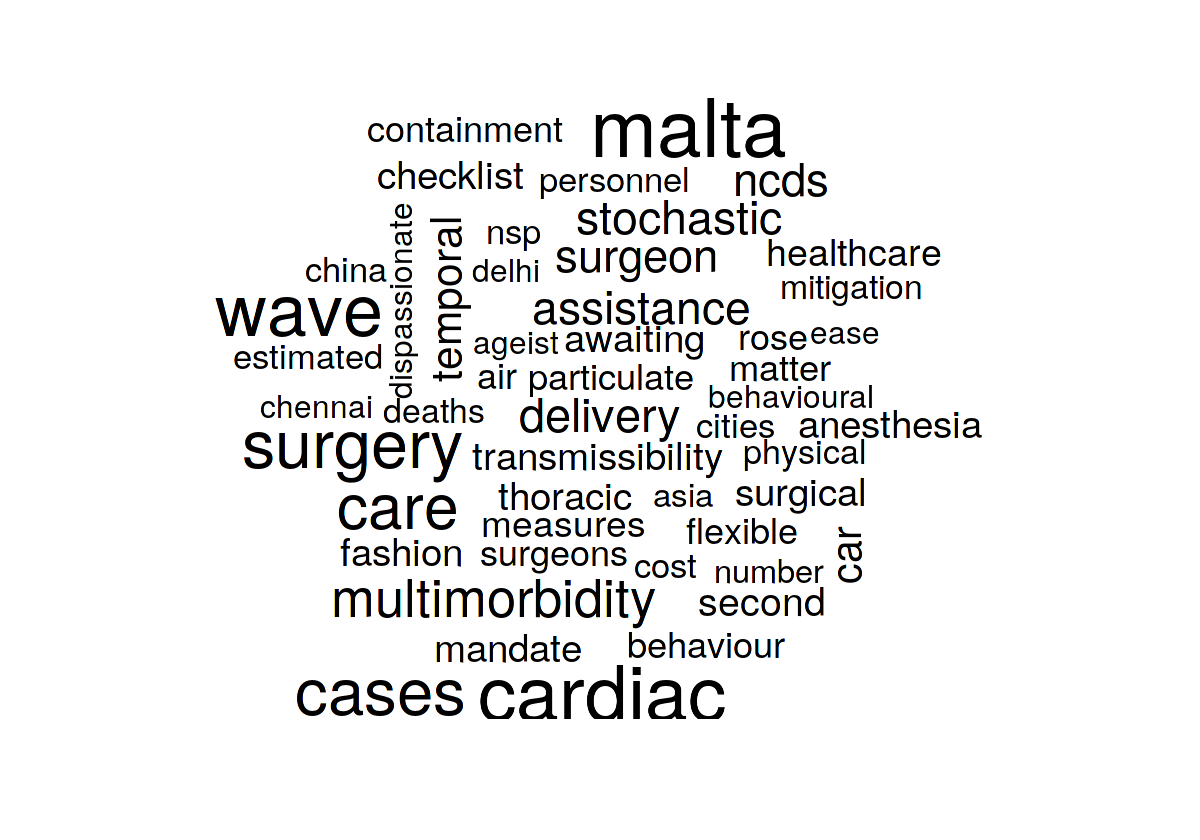 containment malta
checklist personnel ncds
dispassionate temporal nsp stochastic
surgeon healthcare
china delhi mitigation
wave assistance
estimated ageist awaiting rose ease
air particulate matter
chennai deaths delivery behavioural
cities anesthesia
surgery transmissibility physical
care thoracic asia surgical
measures flexible car
fashion surgeons cost number
multimorbidity second
mandate behaviour
cases cardiac